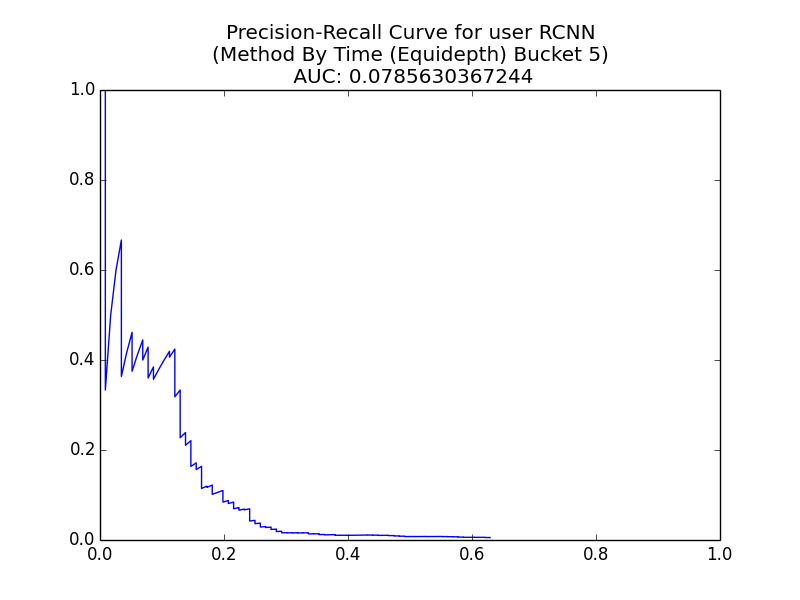 Precision-Recall Curve for user RCNN
(Method By Time (Equidepth) Bucket 5)
AUC: 0.0785630367244
1.0
0.8
0.6
0.4
0.2
0.0
0.0 0.2 0.4 0.6 0.8 1.0